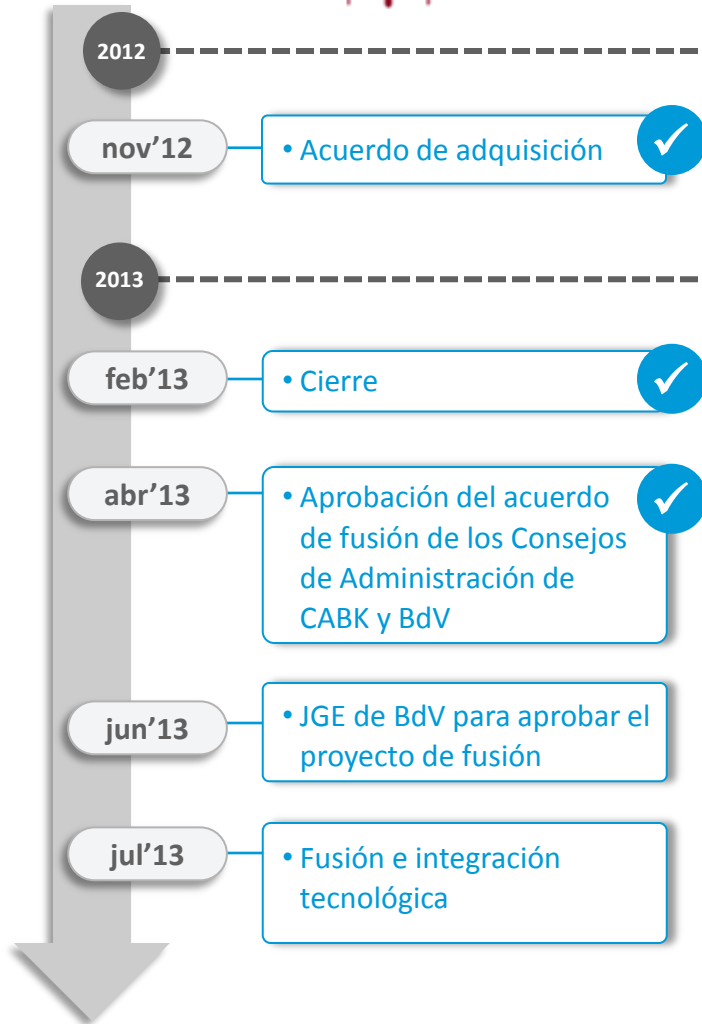 2012
nov'12
• Acuerdo de adquisición
2013
feb'13
• Cierre
abr'13
• Aprobación del acuerdo
de fusión de los Consejos
de Administración de
CABK y BdV
jun'13
• JGE de BdV para aprobar el
proyecto de fusión
jul'13
• Fusión e integración
tecnológica